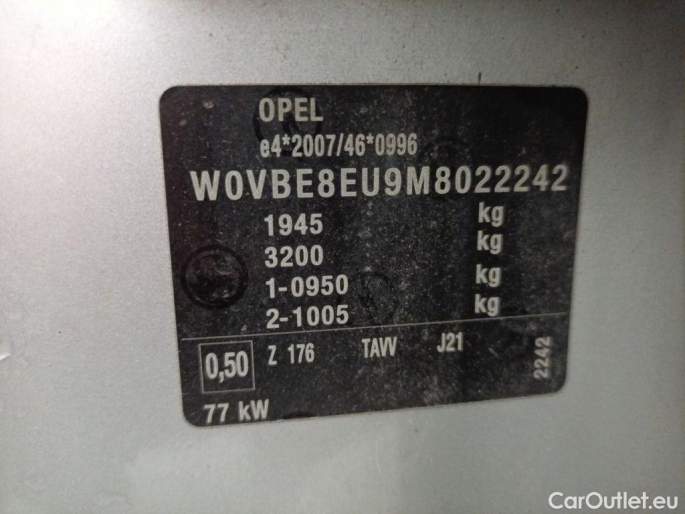 OPEL
e4*2007/46*0996
W0VBE8EU9M8022242
1945 kg
3200 kg
1-0950 kg
2-1005 kg
0,50 Z 176 TAVV J21 2242
77 kW
CarOutlet.eu